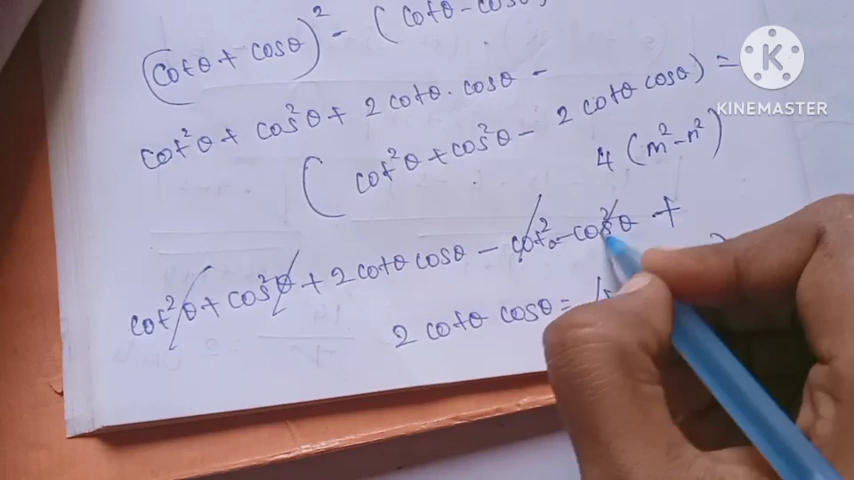 (cotθ + cosθ)² - (cotθ - cosθ)
cot²θ + cos²θ + 2 cotθ. cosθ -
(cot²θ + cos²θ - 2 cotθ cosθ) =
4 (m² - n²)
cot²θ + cos²θ + 2 cotθ cosθ - cot²θ - cos²θ +
2 cotθ cosθ =
KINEMASTER